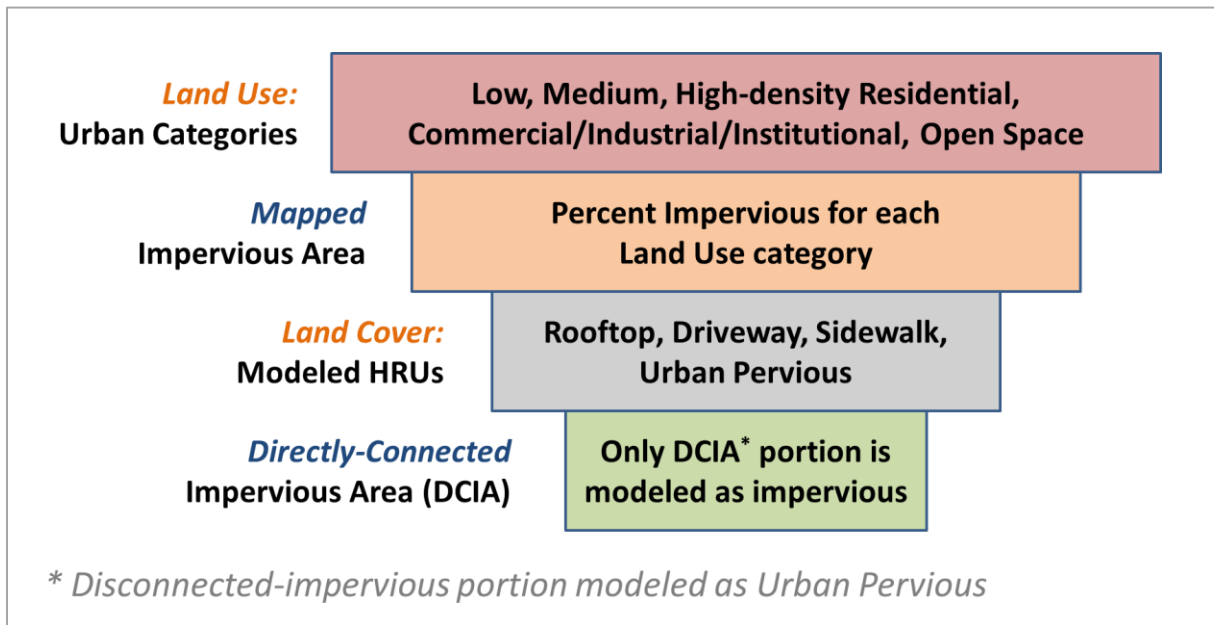 Land Use:
Urban Categories
Low, Medium, High-density Residential,
Commercial/Industrial/Institutional, Open Space
Mapped
Impervious Area
Percent Impervious for each
Land Use category
Land Cover:
Modeled HRUs
Rooftop, Driveway, Sidewalk,
Urban Pervious
Directly-Connected
Impervious Area (DCIA)
Only DCIA* portion is
modeled as impervious
* Disconnected-impervious portion modeled as Urban Pervious